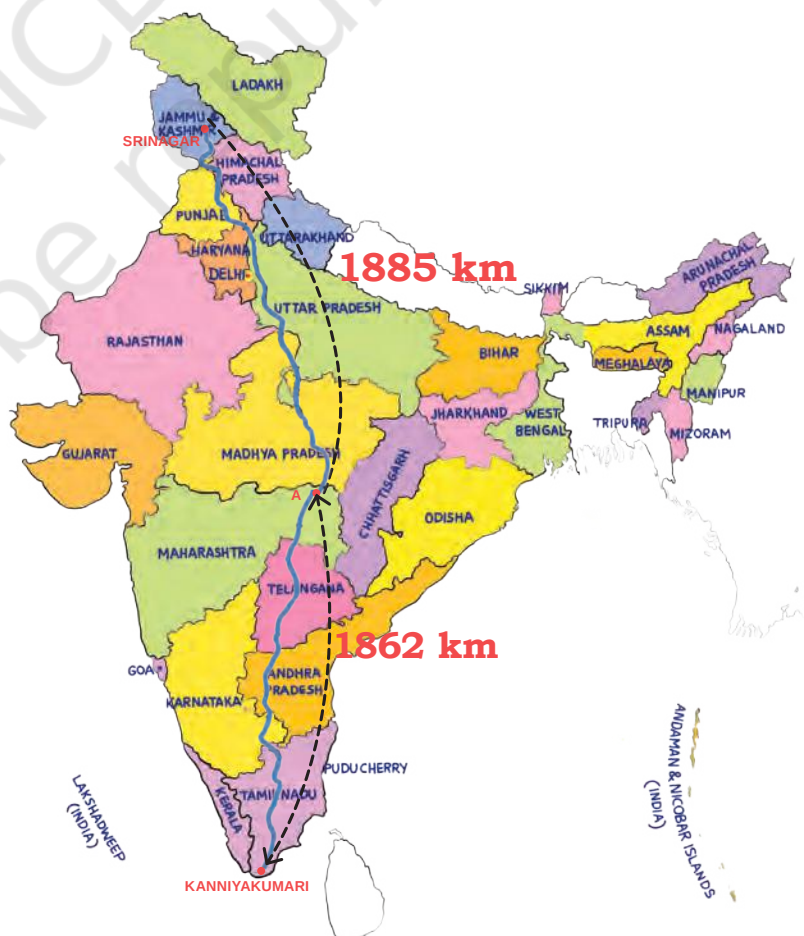 LADAKH
JAMMU &
KASHMIR
SRINAGAR
HIMACHAL
PRADESH
PUNJAB
UTTARAKHAND
HARYANA
DELHI
1885 km
ARUNACHAL
PRADESH
SIKKIM
UTTAR PRADESH
ASSAM
NAGALAND
RAJASTHAN
BIHAR
MEGHALAYA
MANIPUR
JHARKHAND
WEST
BENGAL
TRIPURA
MIZORAM
GUJARAT
MADHYA PRADESH
CHHATTISGARH
A
ODISHA
MAHARASHTRA
TELANGANA
1862 km
GOA
ANDHRA
PRADESH
KARNATAKA
PUDUCHERRY
ANDAMAN & NICOBAR ISLANDS
(INDIA)
LAKSHADWEEP
(INDIA)
KERALA
TAMIL NADU
KANNIYAKUMARI